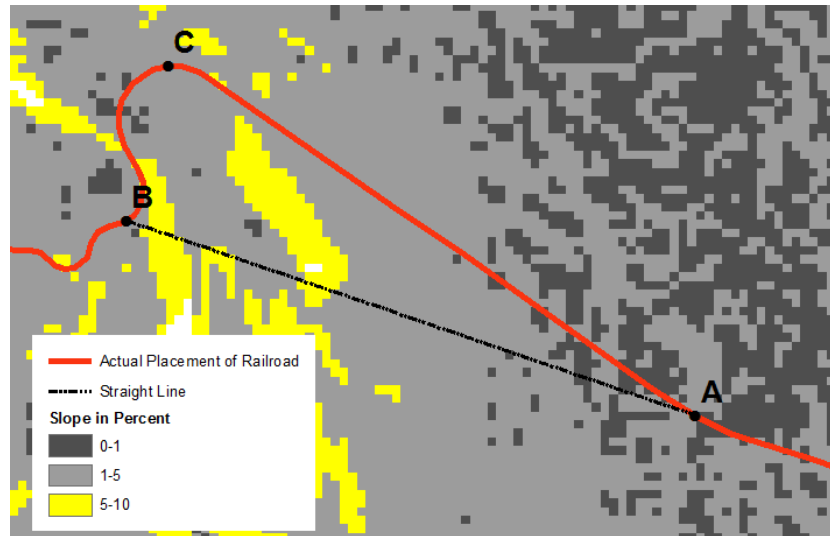 C
B
A
Actual Placement of Railroad
Straight Line
Slope in Percent
0-1
1-5
5-10